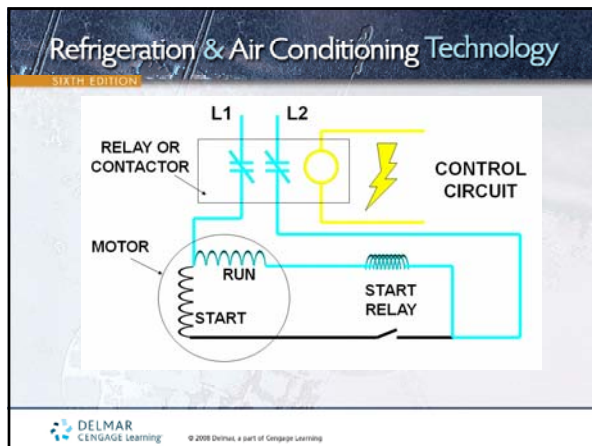 Refrigeration & Air Conditioning Technology
SIXTH EDITION
L1 L2
RELAY OR
CONTACTOR
CONTROL
CIRCUIT
MOTOR
RUN
START
START
RELAY
DELMAR
CENGAGE Learning
© 2008 Delmar, a part of Cengage Learning